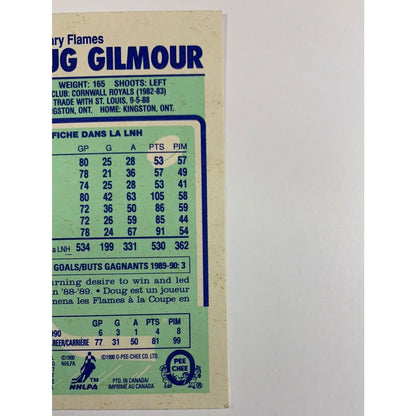 ary Flames
UG GILMOUR
WEIGHT: 165 SHOOTS: LEFT
CLUB: CORNWALL ROYALS (1982-83)
TRADE WITH ST. LOUIS, 9-5-88
NGSTON, ONT. HOME: KINGSTON, ONT.
FICHE DANS LA LNH
GP G A PTS PIM
80 25 28 53 57
78 21 36 57 49
74 25 28 53 41
80 42 63 105 58
72 36 50 86 59
72 26 59 85 44
78 24 67 91 54
a LNH 534 199 331 530 362
GOALS/BUTS GAGNANTS 1989-90: 3
urning desire to win and led
n '88-'89. • Doug est un joueur
mena les Flames à la Coupe en
GP G A PTS PIM
990 6 3 1 4 8
REER/CARRIÈRE 77 31 50 81 99
©1990 ©1990 O-PEE-CHEE CO. LTD.
NHLPA
TM
PTD. IN CANADA/
IMPRIMÉ AU CANADA
O PEE CHEE